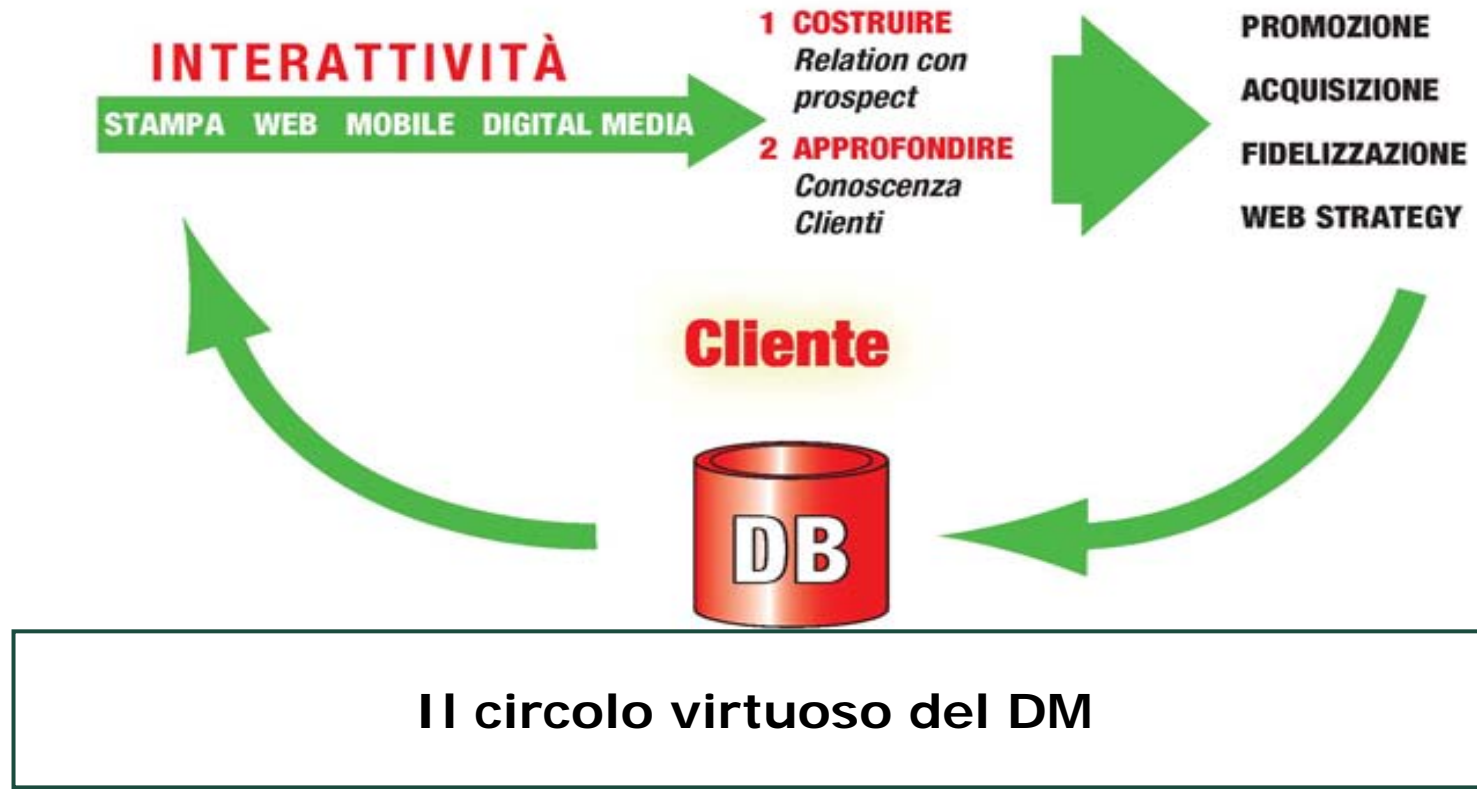 INTERATTIVITÀ
STAMPA WEB MOBILE DIGITAL MEDIA
1 COSTRUIRE
Relation con
prospect
2 APPROFONDIRE
Conoscenza
Clienti
PROMOZIONE
ACQUISIZIONE
FIDELIZZAZIONE
WEB STRATEGY
Cliente
DB
Il circolo virtuoso del DM